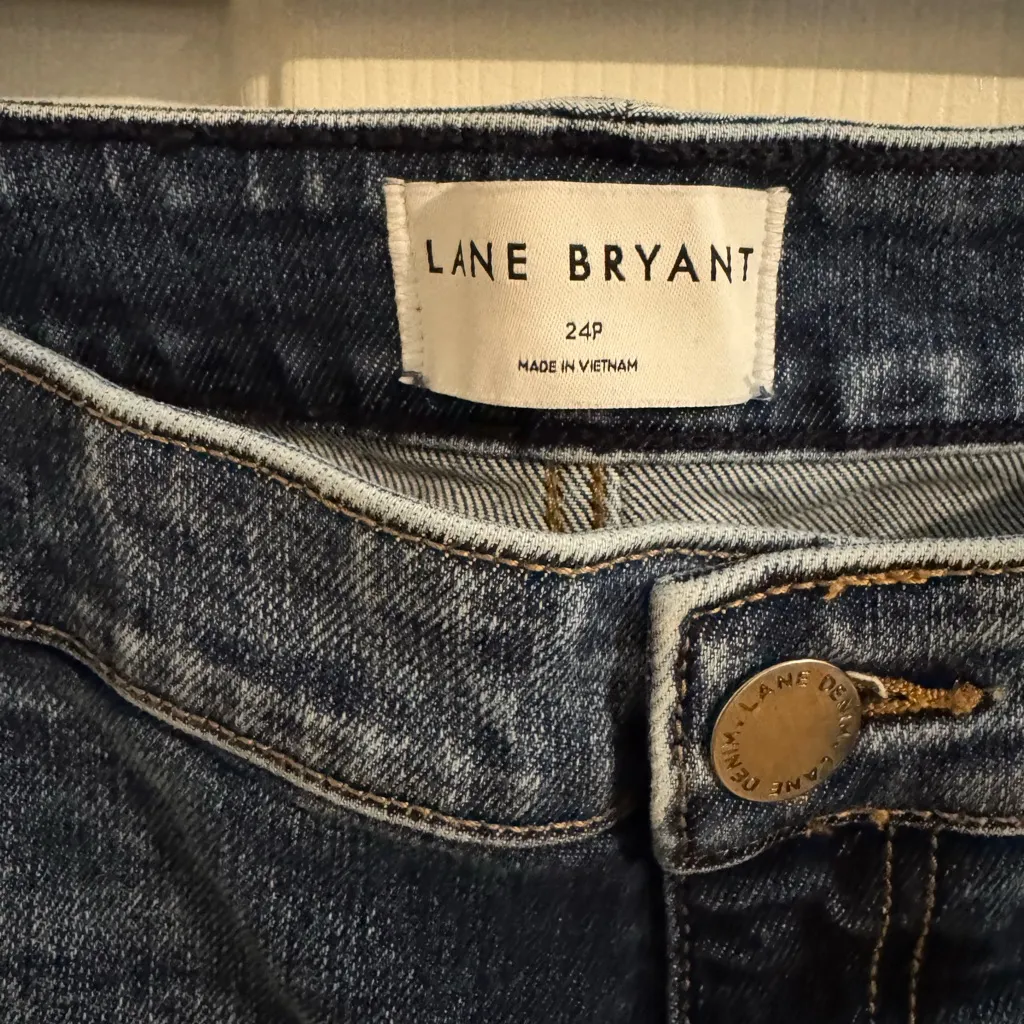 LANE BRYANT
24P
MADE IN VIETNAM
LANE DENIM. LANE DENIM.